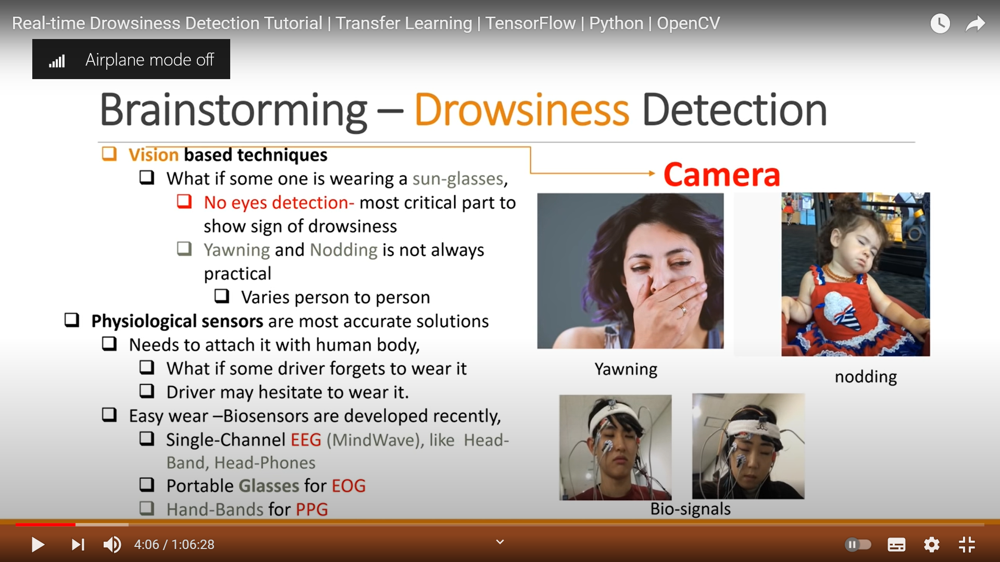 Real-time Drowsiness Detection Tutorial | Transfer Learning | TensorFlow | Python | OpenCV
Airplane mode off
Brainstorming – Drowsiness Detection
Vision based techniques
What if some one is wearing a sun-glasses,
No eyes detection- most critical part to
show sign of drowsiness
Yawning and Nodding is not always
practical
Varies person to person
Physiological sensors are most accurate solutions
Needs to attach it with human body,
What if some driver forgets to wear it
Driver may hesitate to wear it.
Easy wear –Biosensors are developed recently,
Single-Channel EEG (MindWave), like Head-
Band, Head-Phones
Portable Glasses for EOG
Hand-Bands for PPG
Camera
Yawning
nodding
Bio-signals
4:06 / 1:06:28